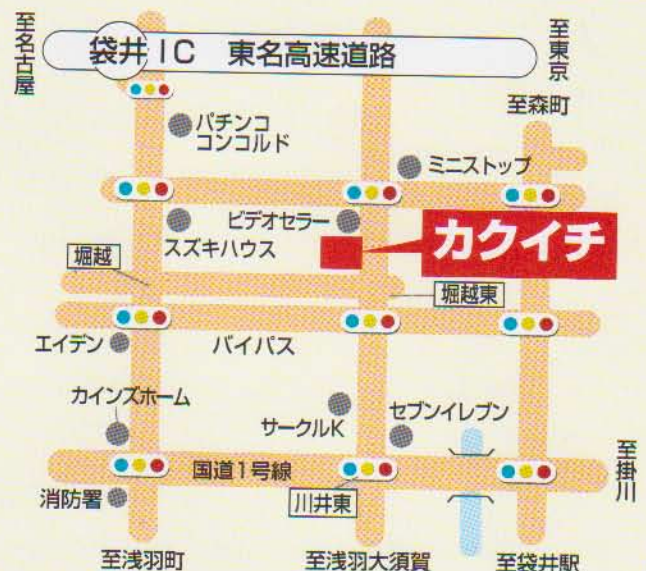 至名古屋
袋井IC 東名高速道路
至東京
至森町
パチンコ
コンコルド
ミニストップ
ビデオセラー
スズキハウス
カクイチ
堀越
堀越東
エイデン
バイパス
カインズホーム
サークルK
セブンイレブン
国道1号線
至掛川
消防署
川井東
至浅羽町
至浅羽大須賀
至袋井駅